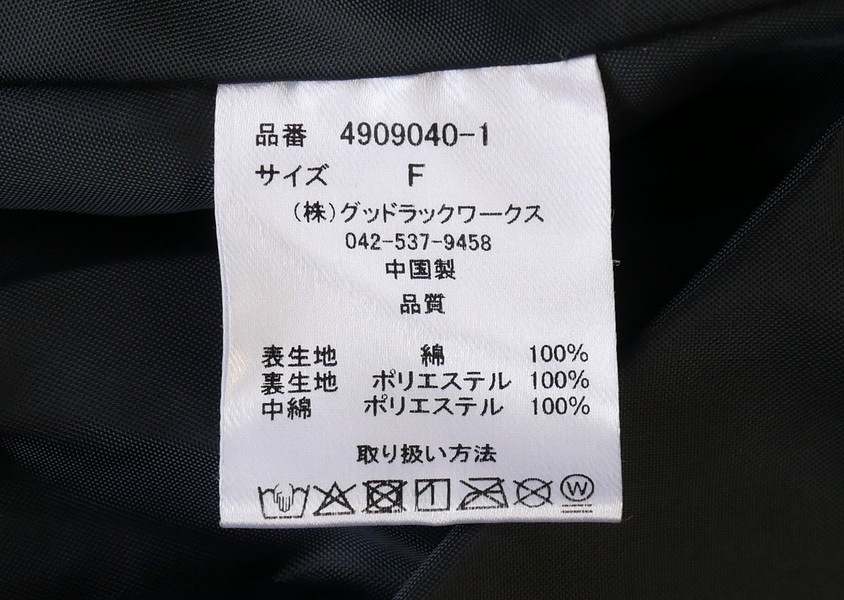 品番 4909040-1
サイズ F
（株）グッドラックワークス
042-537-9458
中国製
品質
表生地 綿 100%
裏生地 ポリエステル 100%
中綿 ポリエステル 100%
取り扱い方法
W